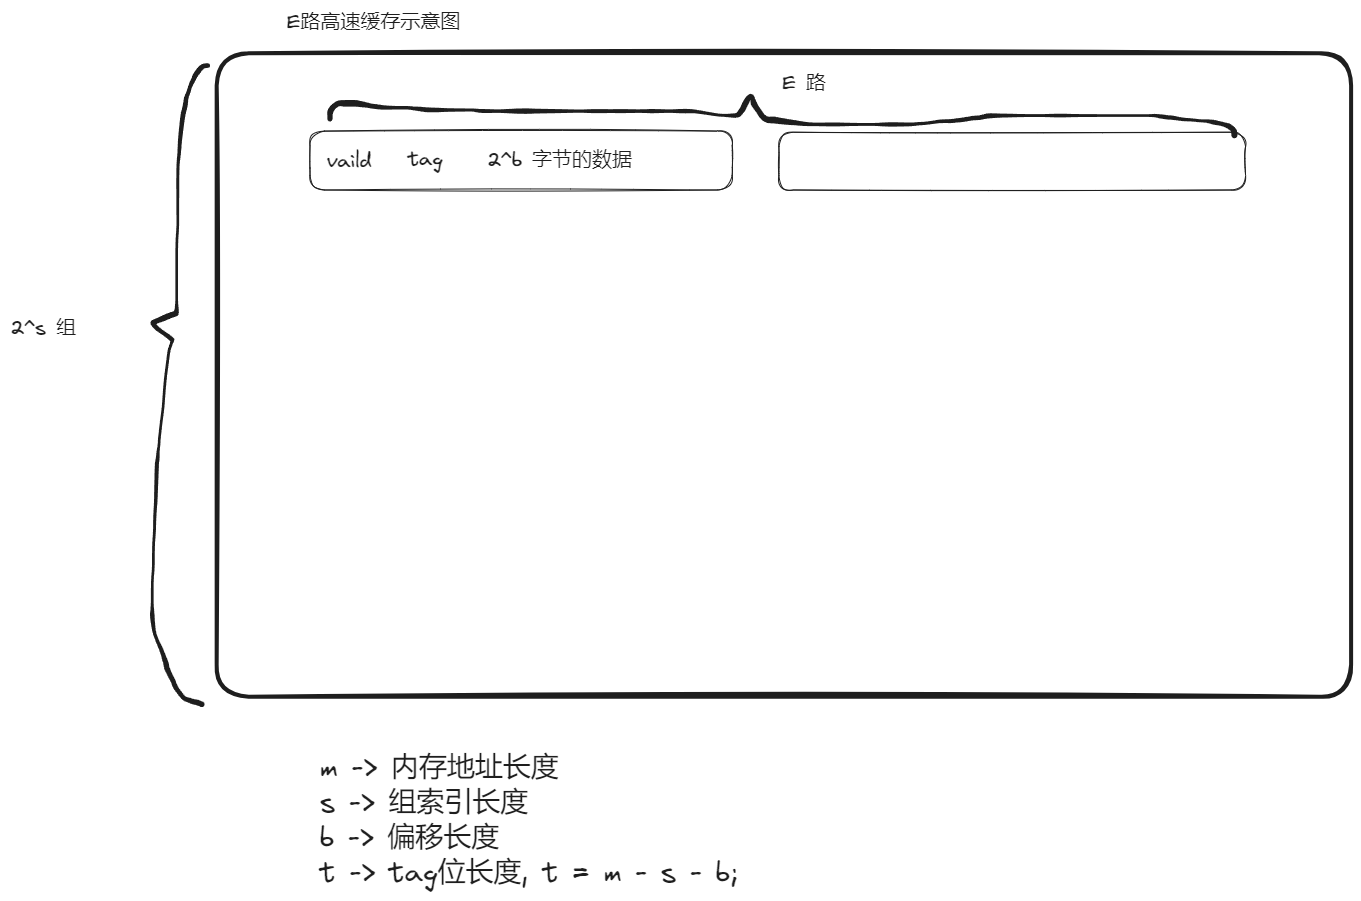 E路高速缓存示意图
E 路
vaild tag 2^b 字节的数据
2^s 组
m -> 内存地址长度
s -> 组索引长度
b -> 偏移长度
t -> tag位长度, t = m - s - b;